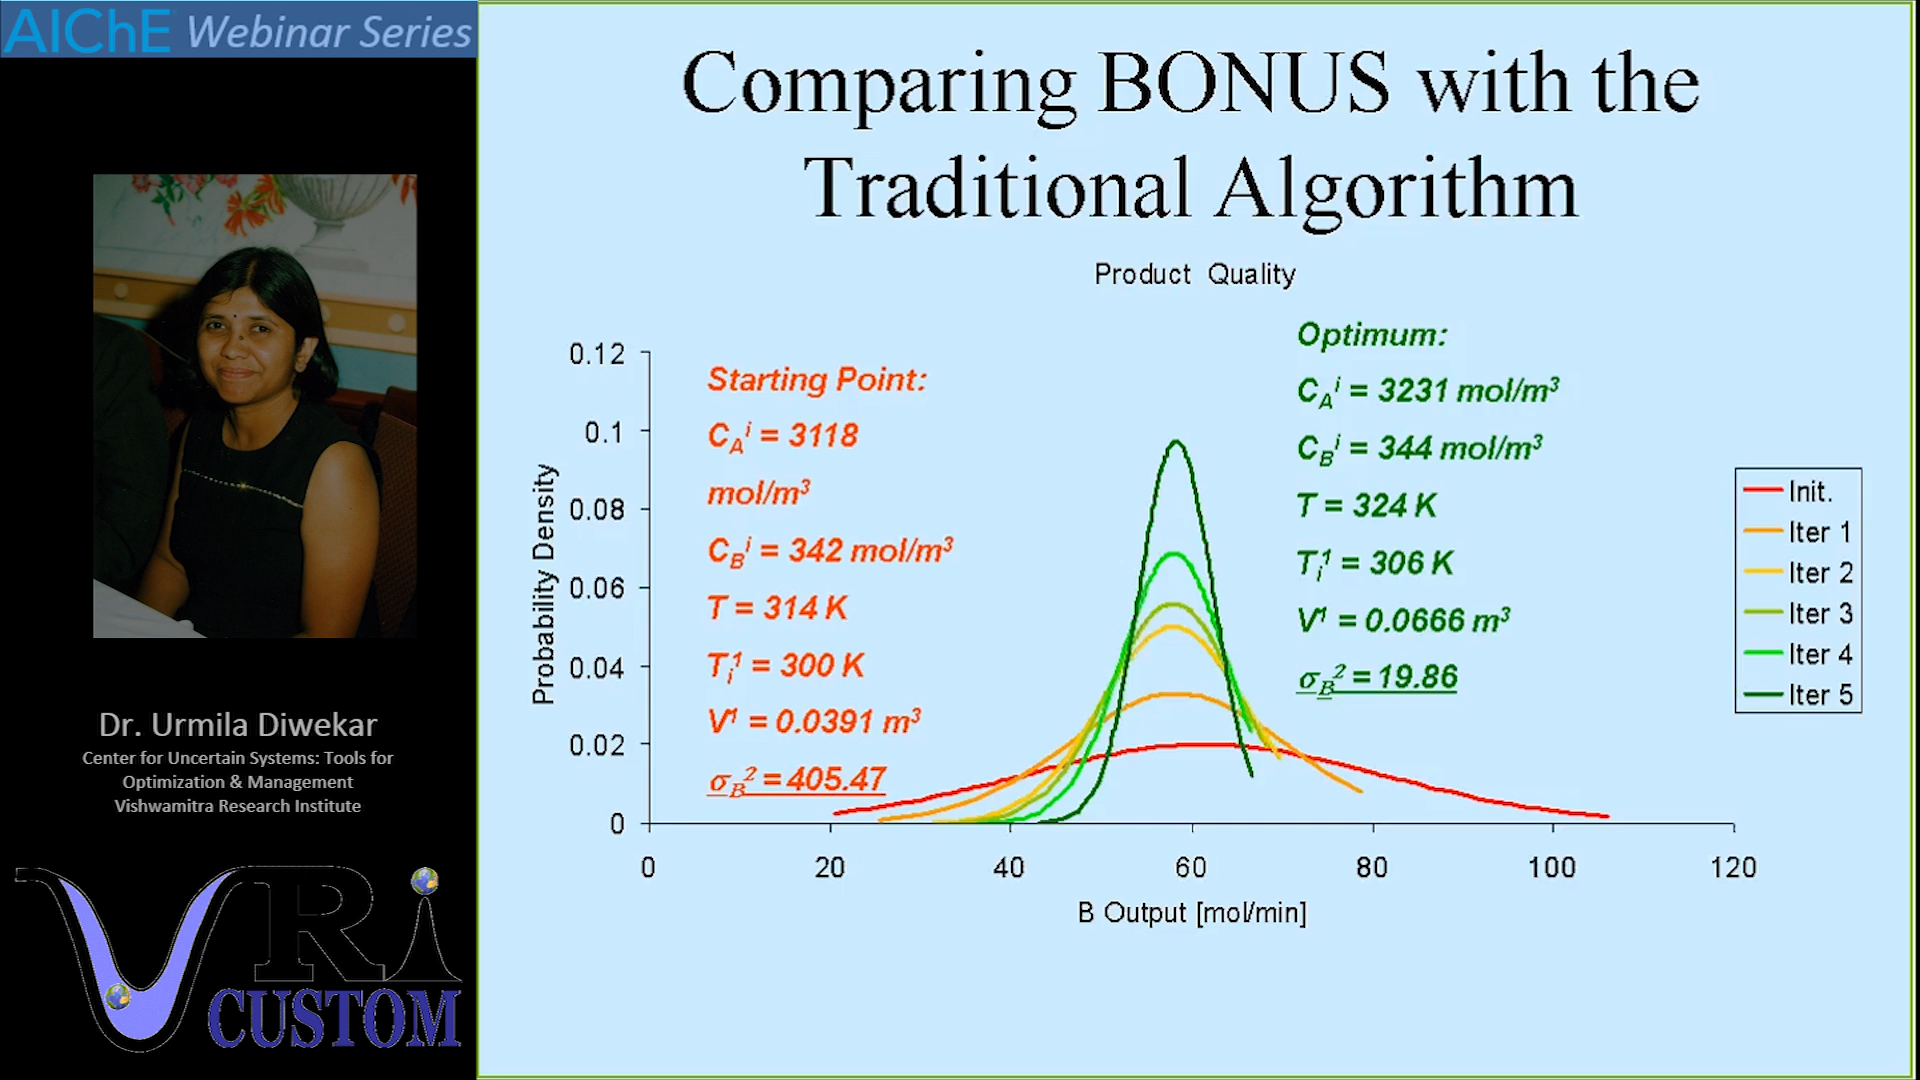 AIChE Webinar Series
Comparing BONUS with the
Traditional Algorithm
Product Quality
Starting Point:
C_A^i = 3118
mol/m³
C_B^i = 342 mol/m³
T = 314 K
T_i^1 = 300 K
V^1 = 0.0391 m³
σ_B² = 405.47
Optimum:
C_A^i = 3231 mol/m³
C_B^i = 344 mol/m³
T = 324 K
T_i^1 = 306 K
V^1 = 0.0666 m³
σ_B² = 19.86
Probability Density
0.12
0.1
0.08
0.06
0.04
0.02
0
0 20 40 60 80 100 120
B Output [mol/min]
Init.
Iter 1
Iter 2
Iter 3
Iter 4
Iter 5
Dr. Urmila Diwekar
Center for Uncertain Systems: Tools for
Optimization & Management
Vishwamitra Research Institute
VRi
CUSTOM